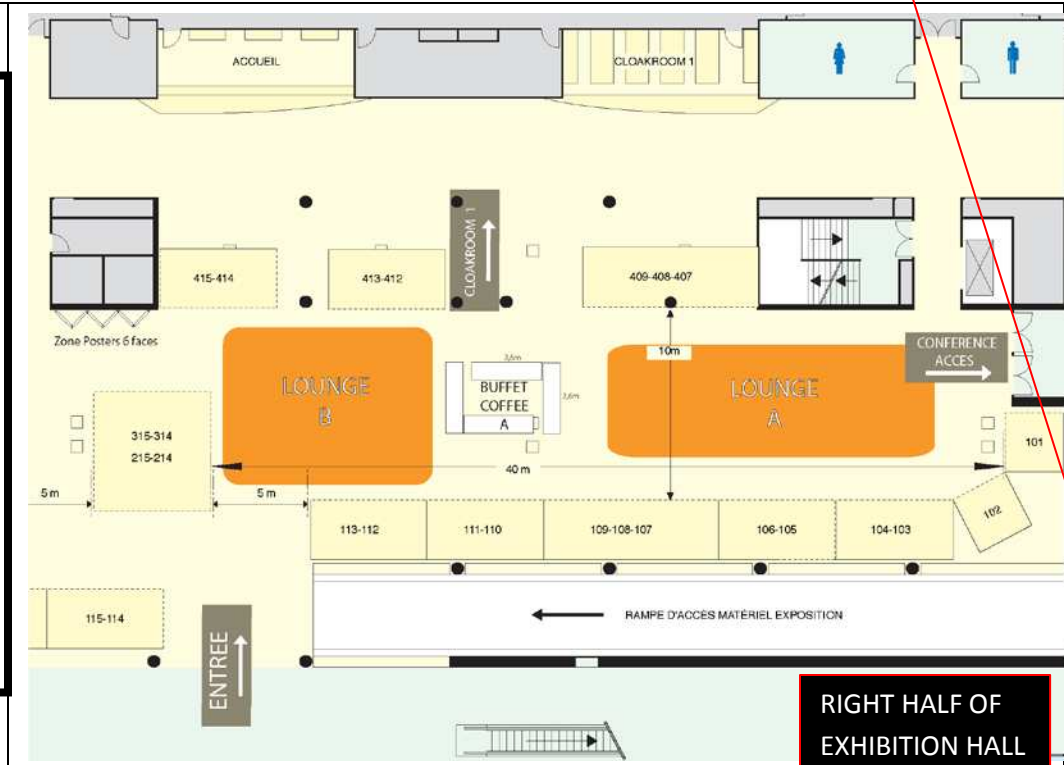 ACCUEIL
CLOAKROOM 1
415-414
413-412
CLOAKROOM 1
409-408-407
Zone Posters 6 faces
CONFERENCE
ACCES
10m
LOUNGE
B
BUFFET
COFFEE
A
LOUNGE
A
315-314
215-214
101
40 m
5 m
5 m
102
113-112
111-110
109-108-107
106-105
104-103
RAMPE D'ACCÈS MATÉRIEL EXPOSITION
115-114
ENTREE
RIGHT HALF OF
EXHIBITION HALL